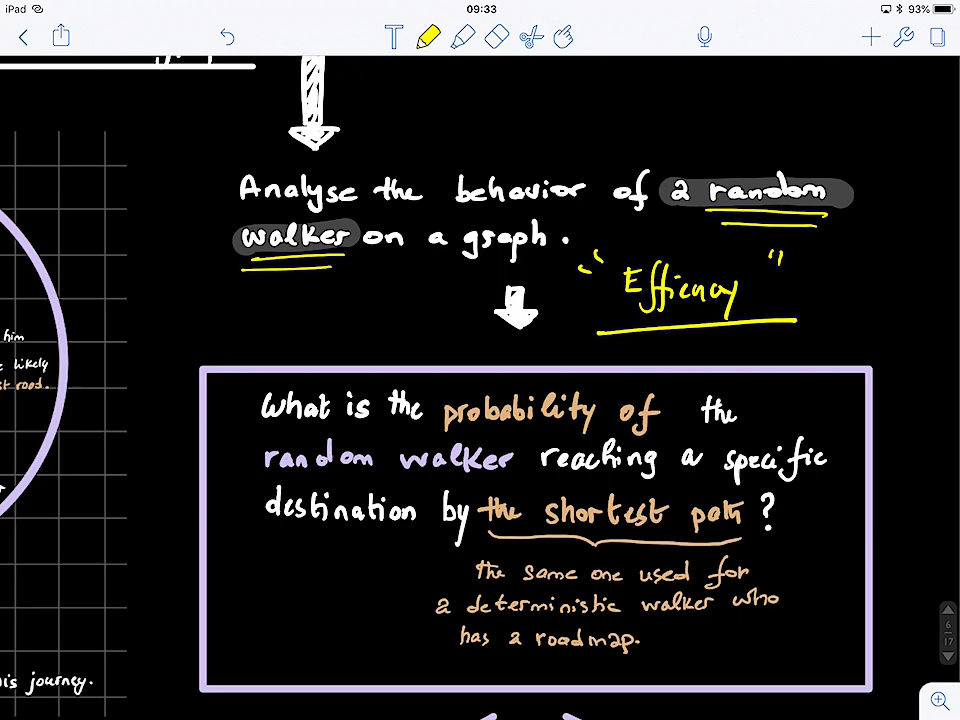 iPad
09:33
93%
T
Analyse the behavior of a random
walker on a graph.
" Efficacy "
him
likely
st road.
What is the probability of the
random walker reaching a specific
destination by the shortest path ?
the same one used for
a deterministic walker who
has a roadmap.
6
17
his journey.